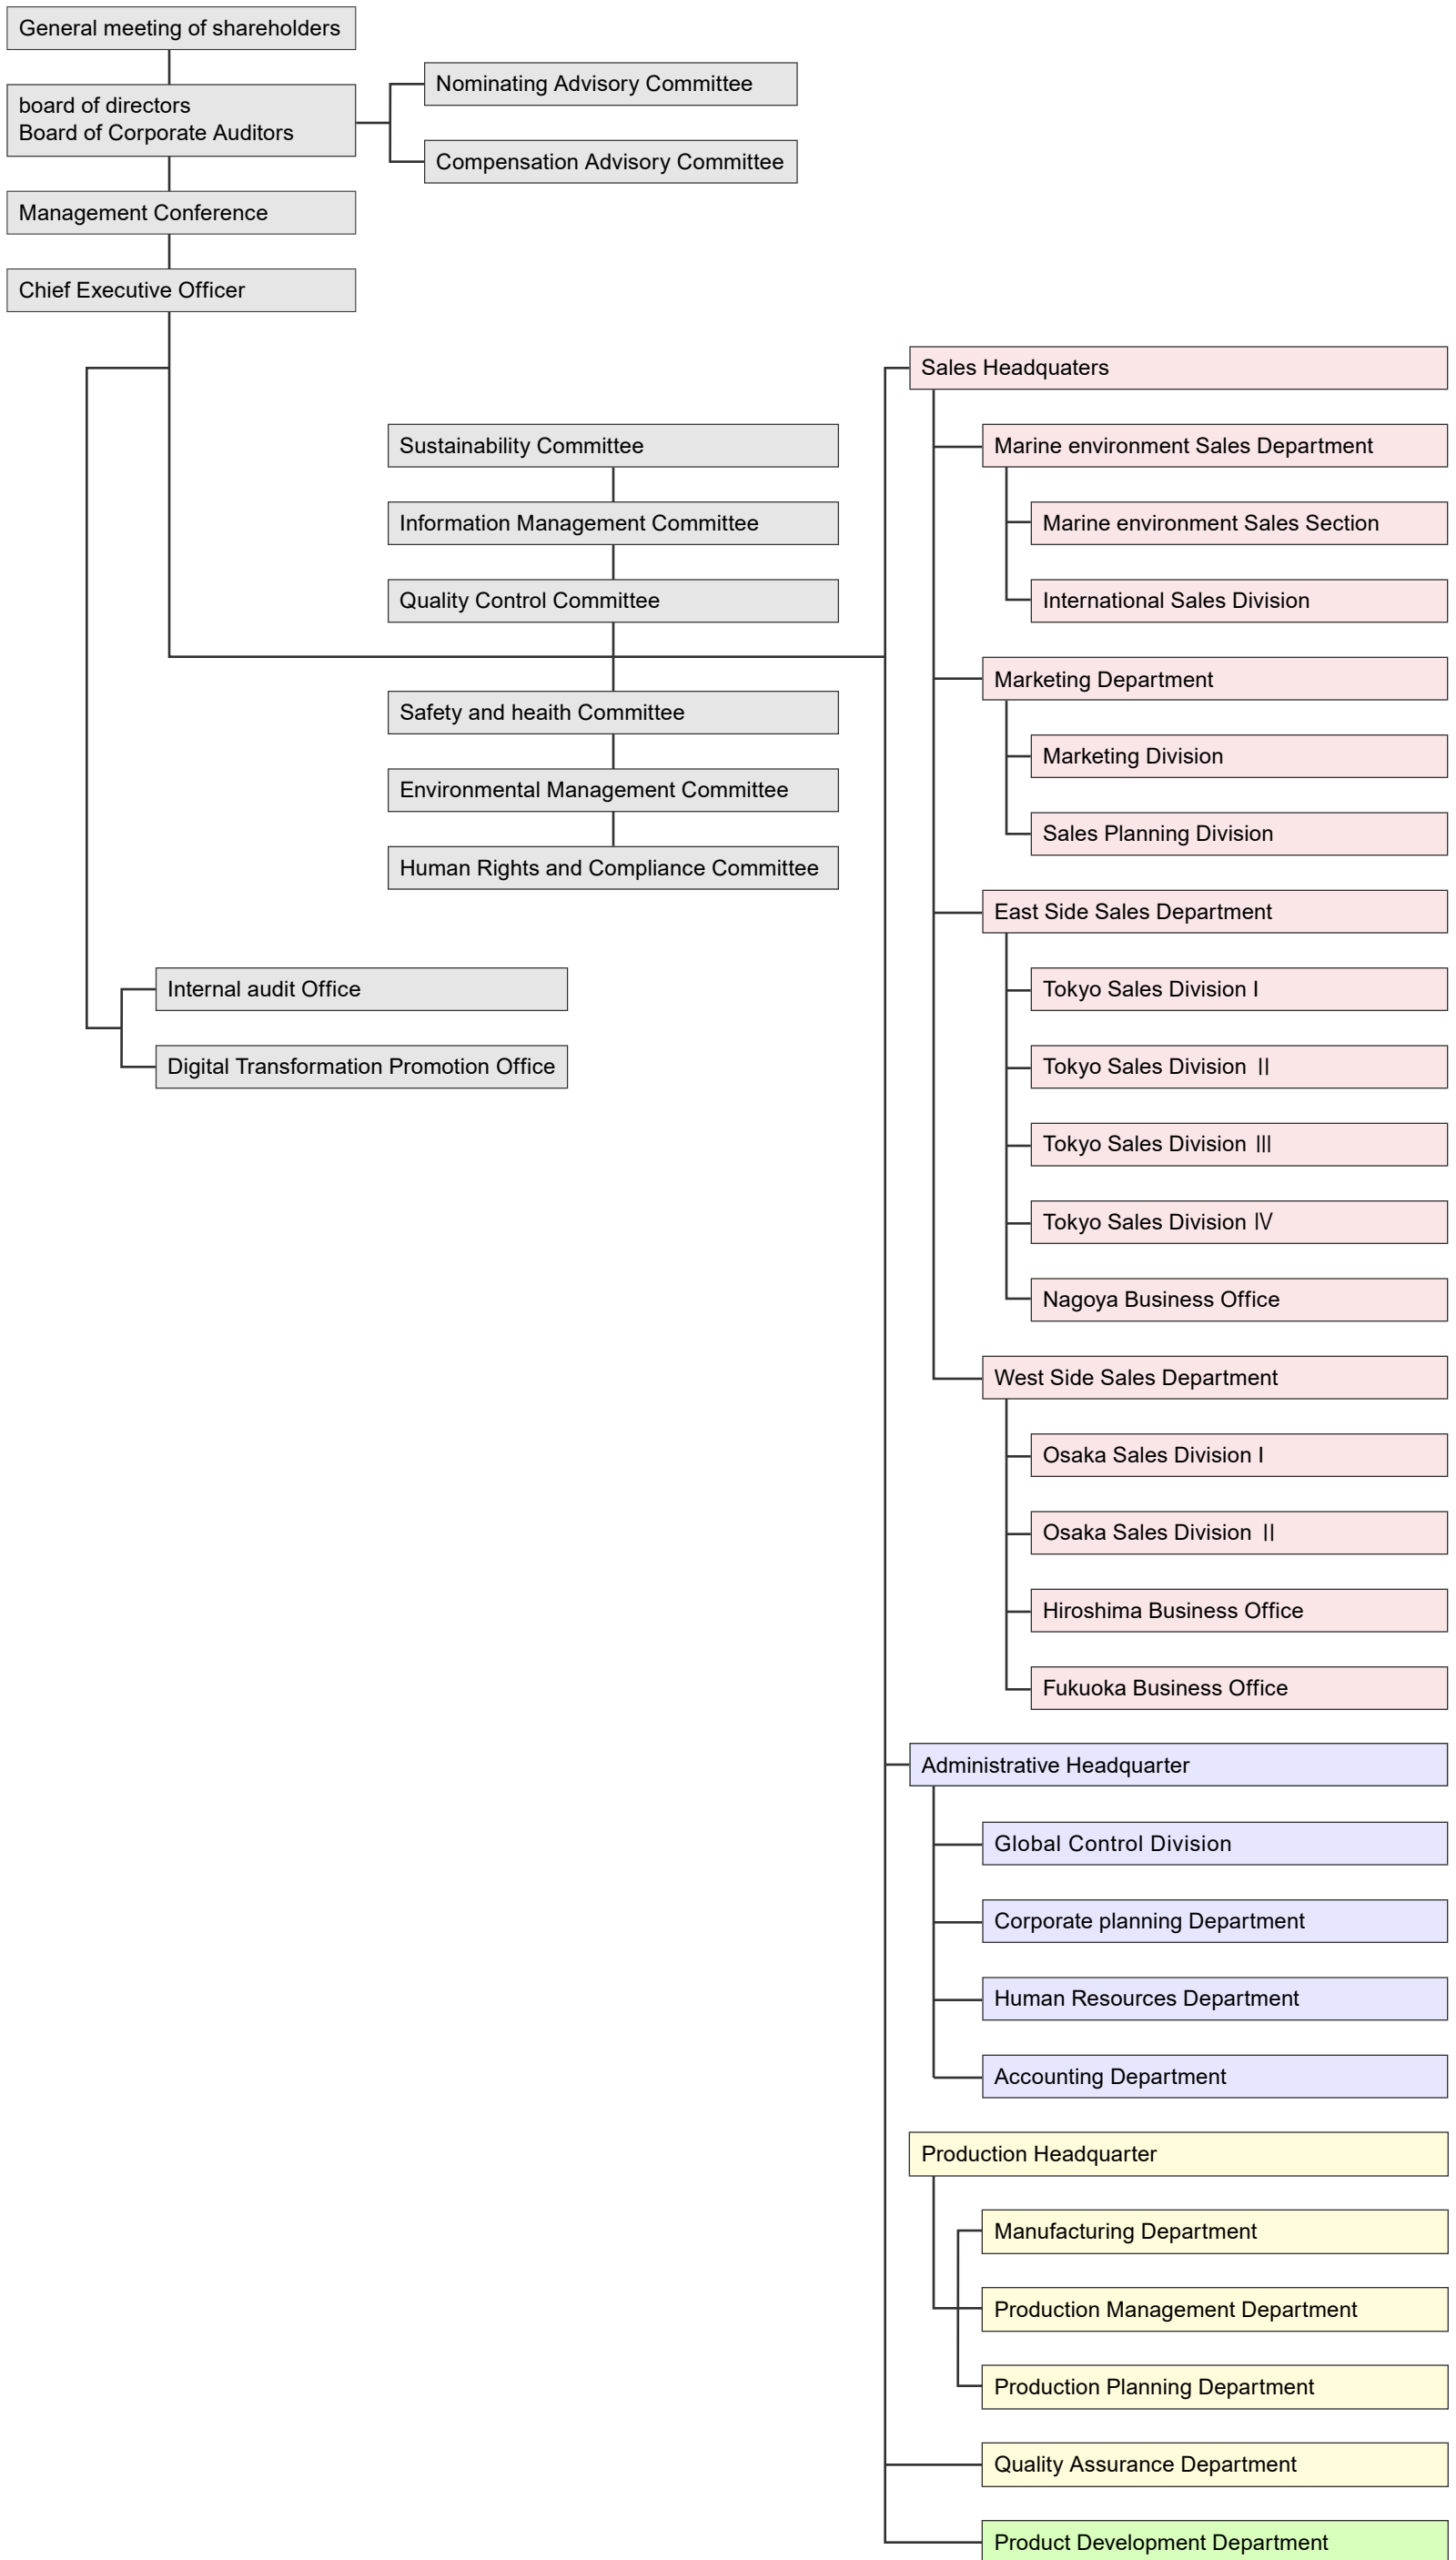 General meeting of shareholders
board of directors
Board of Corporate Auditors
Nominating Advisory Committee
Compensation Advisory Committee
Management Conference
Chief Executive Officer
Sustainability Committee
Information Management Committee
Quality Control Committee
Safety and health Committee
Environmental Management Committee
Human Rights and Compliance Committee
Internal audit Office
Digital Transformation Promotion Office
Sales Headquaters
Marine environment Sales Department
Marine environment Sales Section
International Sales Division
Marketing Department
Marketing Division
Sales Planning Division
East Side Sales Department
Tokyo Sales Division I
Tokyo Sales Division Ⅱ
Tokyo Sales Division Ⅲ
Tokyo Sales Division Ⅳ
Nagoya Business Office
West Side Sales Department
Osaka Sales Division I
Osaka Sales Division Ⅱ
Hiroshima Business Office
Fukuoka Business Office
Administrative Headquarter
Global Control Division
Corporate planning Department
Human Resources Department
Accounting Department
Production Headquarter
Manufacturing Department
Production Management Department
Production Planning Department
Quality Assurance Department
Product Development Department